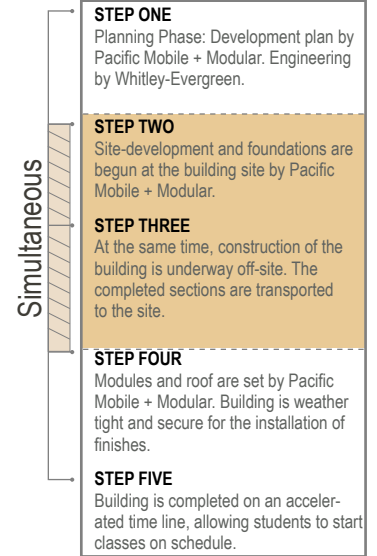 Simultaneous
STEP ONE
Planning Phase: Development plan by
Pacific Mobile + Modular. Engineering
by Whitley-Evergreen.
STEP TWO
Site-development and foundations are
begun at the building site by Pacific
Mobile + Modular.
STEP THREE
At the same time, construction of the
building is underway off-site. The
completed sections are transported
to the site.
STEP FOUR
Modules and roof are set by Pacific
Mobile + Modular. Building is weather
tight and secure for the installation of
finishes.
STEP FIVE
Building is completed on an acceler-
ated time line, allowing students to start
classes on schedule.